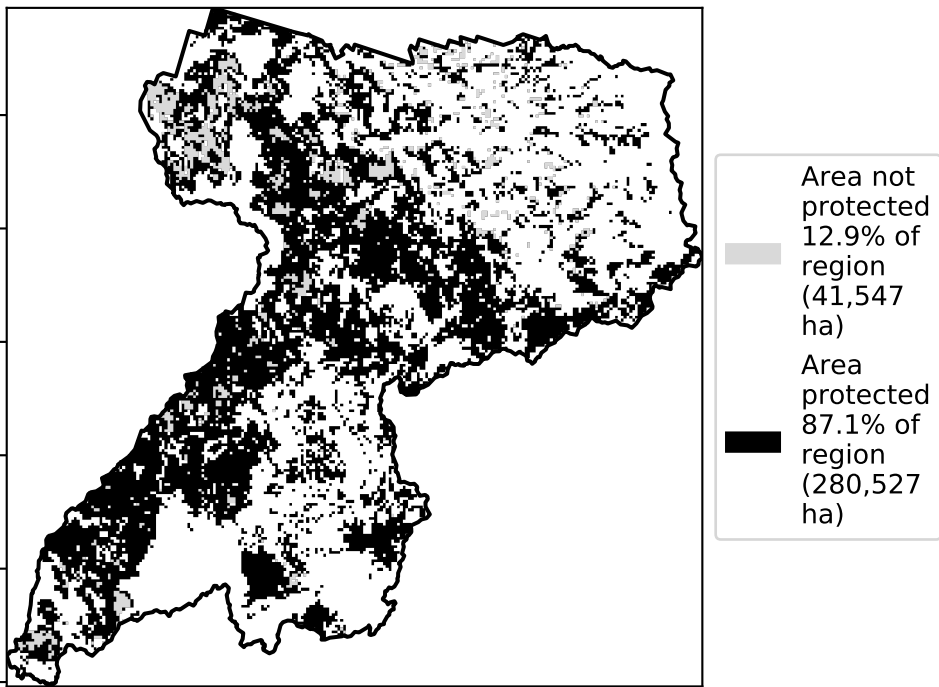 Area not
protected
12.9% of
region
(41,547
ha)
Area
protected
87.1% of
region
(280,527
ha)